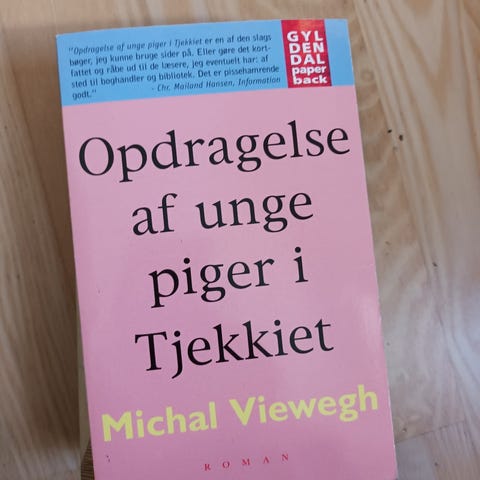 "Opdragelse af unge piger i Tjekkiet er en af den slags
bøger, jeg kunne bruge sider på. Eller gøre det kort-
fattet og råbe ud til de læsere, jeg eventuelt har: af
sted til boghandler og bibliotek. Det er pissehamrende
godt."
- Chr. Mailand Hansen, Information
GYL
DEN
DAL
paper
back
Opdragelse
af unge
piger i
Tjekkiet
Michal Viewegh
ROMAN